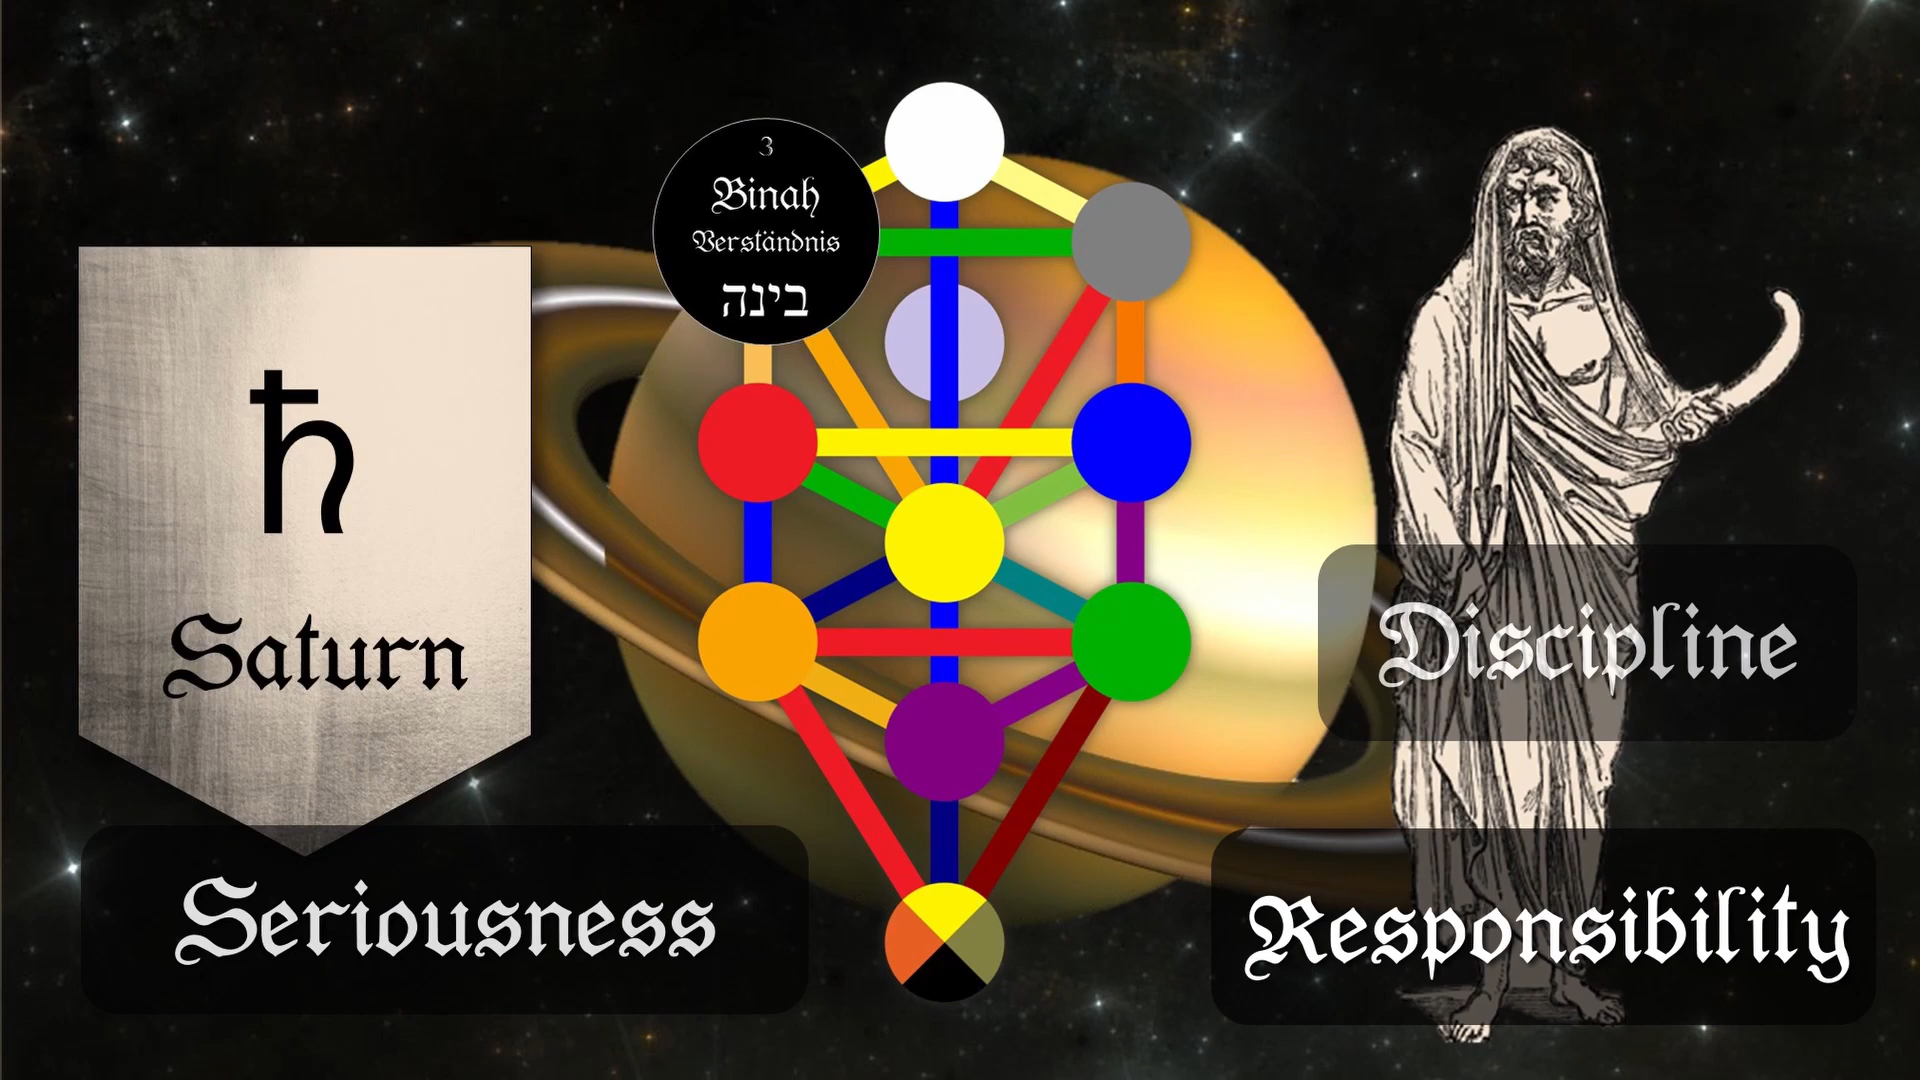 3
Binah
Verständnis
בינה
♄
Saturn
Discipline
Seriousness
Responsibility